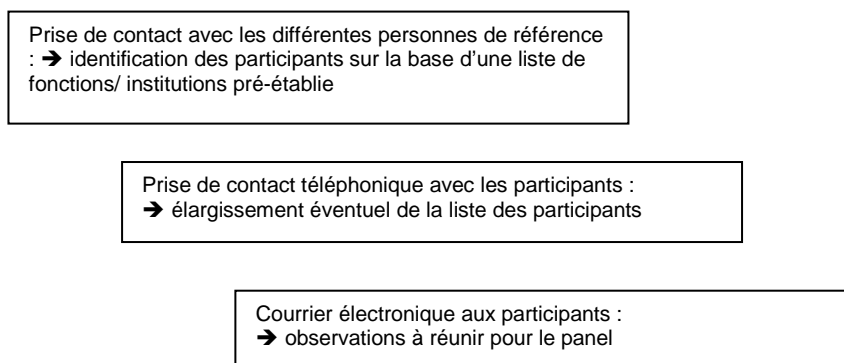 Prise de contact avec les différentes personnes de référence
: ➔ identification des participants sur la base d’une liste de
fonctions/ institutions pré-établie
Prise de contact téléphonique avec les participants :
➔ élargissement éventuel de la liste des participants
Courrier électronique aux participants :
➔ observations à réunir pour le panel